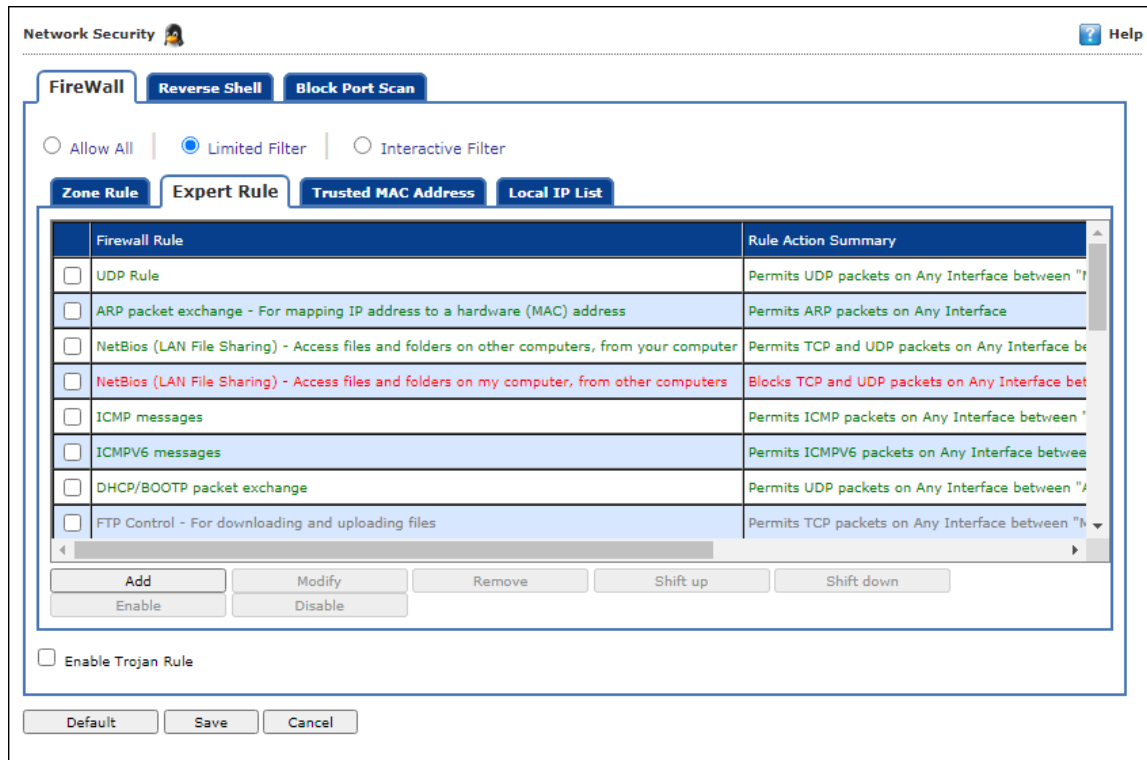 Network Security
? Help
FireWall Reverse Shell Block Port Scan
Allow All Limited Filter Interactive Filter
Zone Rule Expert Rule Trusted MAC Address Local IP List
Firewall Rule Rule Action Summary
UDP Rule Permits UDP packets on Any Interface between "
ARP packet exchange - For mapping IP address to a hardware (MAC) address Permits ARP packets on Any Interface
NetBios (LAN File Sharing) - Access files and folders on other computers, from your computer Permits TCP and UDP packets on Any Interface be
NetBios (LAN File Sharing) - Access files and folders on my computer, from other computers Blocks TCP and UDP packets on Any Interface bet
ICMP messages Permits ICMP packets on Any Interface between "
ICMPV6 messages Permits ICMPV6 packets on Any Interface betwee
DHCP/BOOTP packet exchange Permits UDP packets on Any Interface between "
FTP Control - For downloading and uploading files Permits TCP packets on Any Interface between "
Add Modify Remove Shift up Shift down
Enable Disable
Enable Trojan Rule
Default Save Cancel